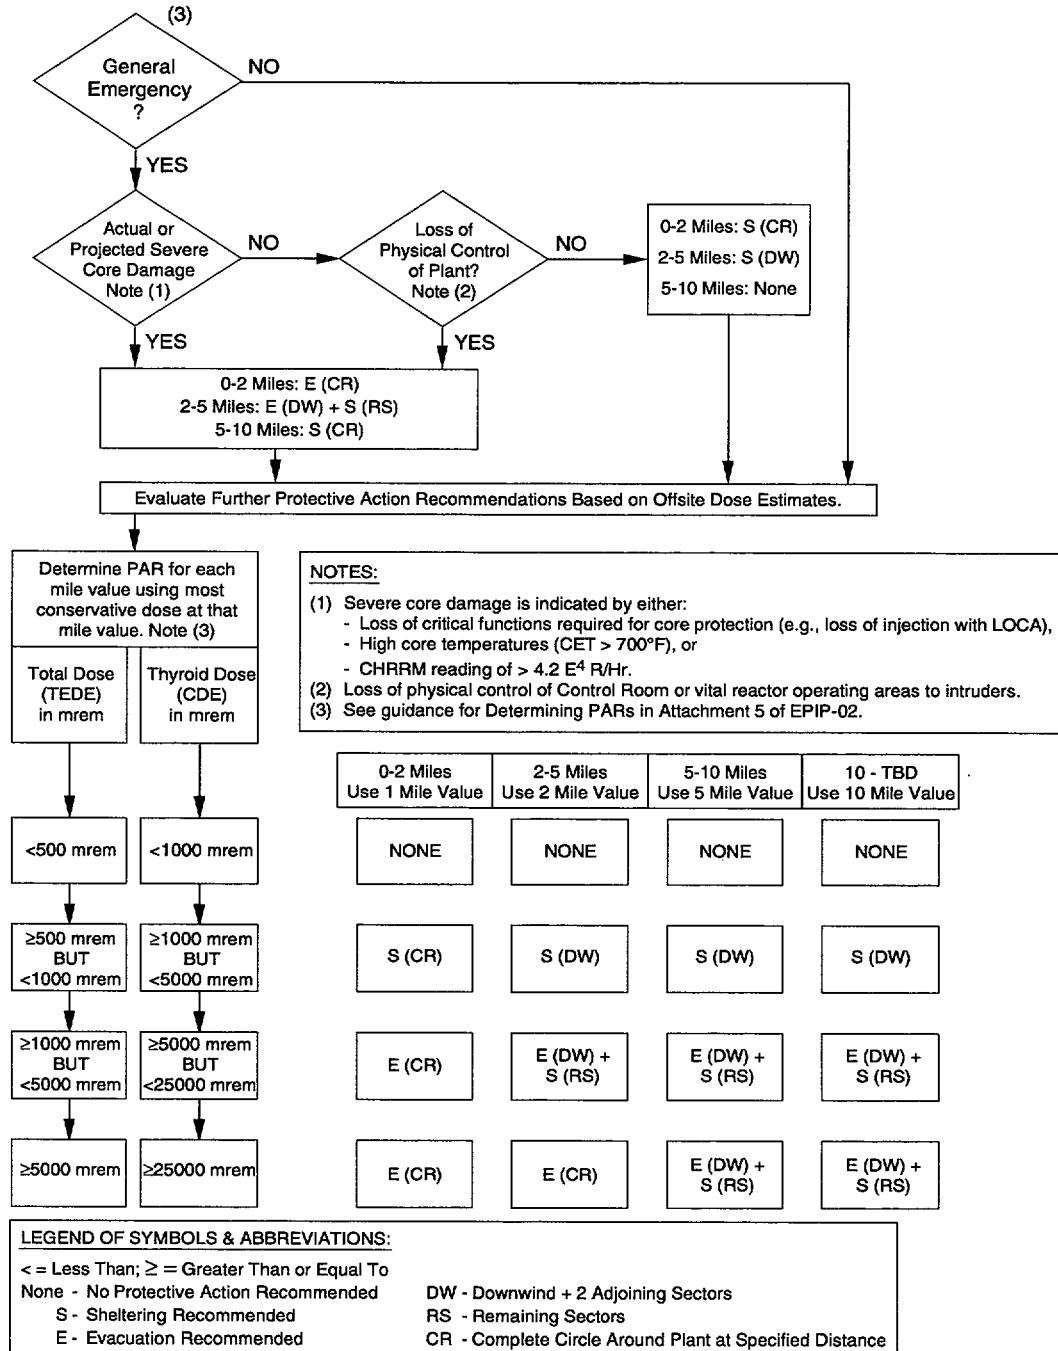 (3)
General
Emergency
?
NO
YES
Actual or
Projected Severe
Core Damage
Note (1)
NO
Loss of
Physical Control
of Plant?
Note (2)
NO
0-2 Miles: S (CR)
2-5 Miles: S (DW)
5-10 Miles: None
YES
YES
0-2 Miles: E (CR)
2-5 Miles: E (DW) + S (RS)
5-10 Miles: S (CR)
Evaluate Further Protective Action Recommendations Based on Offsite Dose Estimates.
Determine PAR for each
mile value using most
conservative dose at that
mile value. Note (3)
Total Dose
(TEDE)
in mrem
Thyroid Dose
(CDE)
in mrem
NOTES:
(1) Severe core damage is indicated by either:
- Loss of critical functions required for core protection (e.g., loss of injection with LOCA),
- High core temperatures (CET > 700°F), or
- CHRRM reading of > 4.2 E⁴ R/Hr.
(2) Loss of physical control of Control Room or vital reactor operating areas to intruders.
(3) See guidance for Determining PARs in Attachment 5 of EPIP-02.
0-2 Miles
Use 1 Mile Value
2-5 Miles
Use 2 Mile Value
5-10 Miles
Use 5 Mile Value
10 - TBD
Use 10 Mile Value
<500 mrem
<1000 mrem
NONE
NONE
NONE
NONE
≥500 mrem
BUT
<1000 mrem
≥1000 mrem
BUT
<5000 mrem
S (CR)
S (DW)
S (DW)
S (DW)
≥1000 mrem
BUT
<5000 mrem
≥5000 mrem
BUT
<25000 mrem
E (CR)
E (DW) +
S (RS)
E (DW) +
S (RS)
E (DW) +
S (RS)
≥5000 mrem
≥25000 mrem
E (CR)
E (CR)
E (DW) +
S (RS)
E (DW) +
S (RS)
LEGEND OF SYMBOLS & ABBREVIATIONS:
< = Less Than; ≥ = Greater Than or Equal To
None - No Protective Action Recommended
S - Sheltering Recommended
E - Evacuation Recommended
DW - Downwind + 2 Adjoining Sectors
RS - Remaining Sectors
CR - Complete Circle Around Plant at Specified Distance